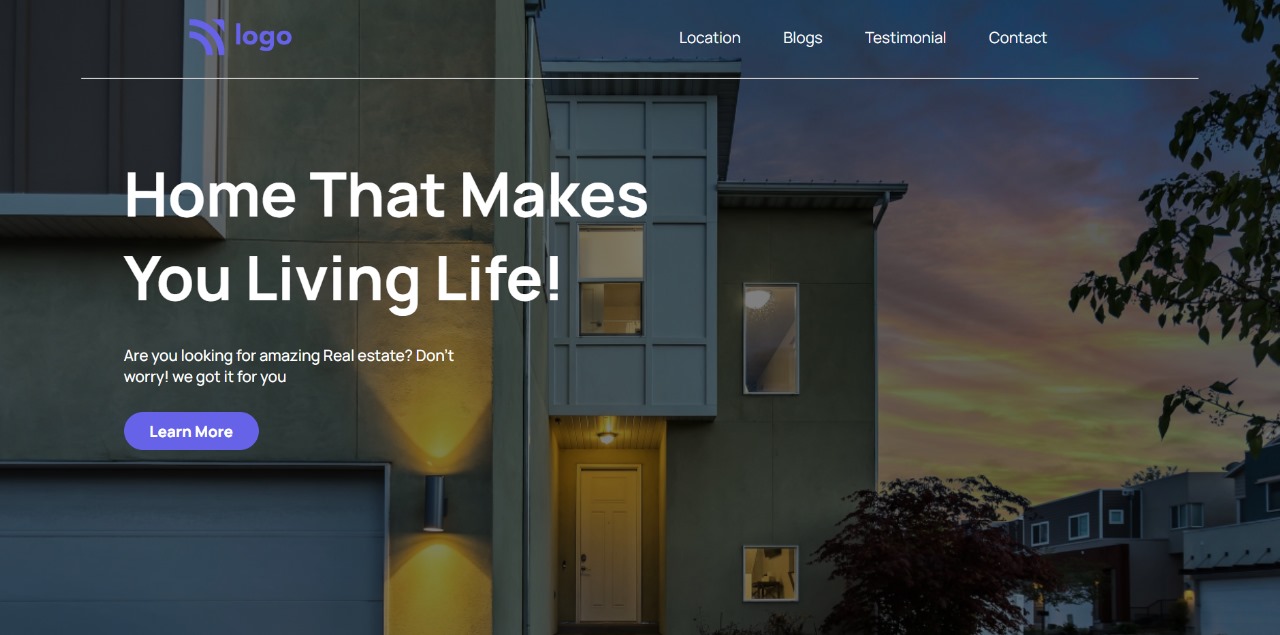 logo
Location Blogs Testimonial Contact
Home That Makes
You Living Life!
Are you looking for amazing Real estate? Don't
worry! we got it for you
Learn More